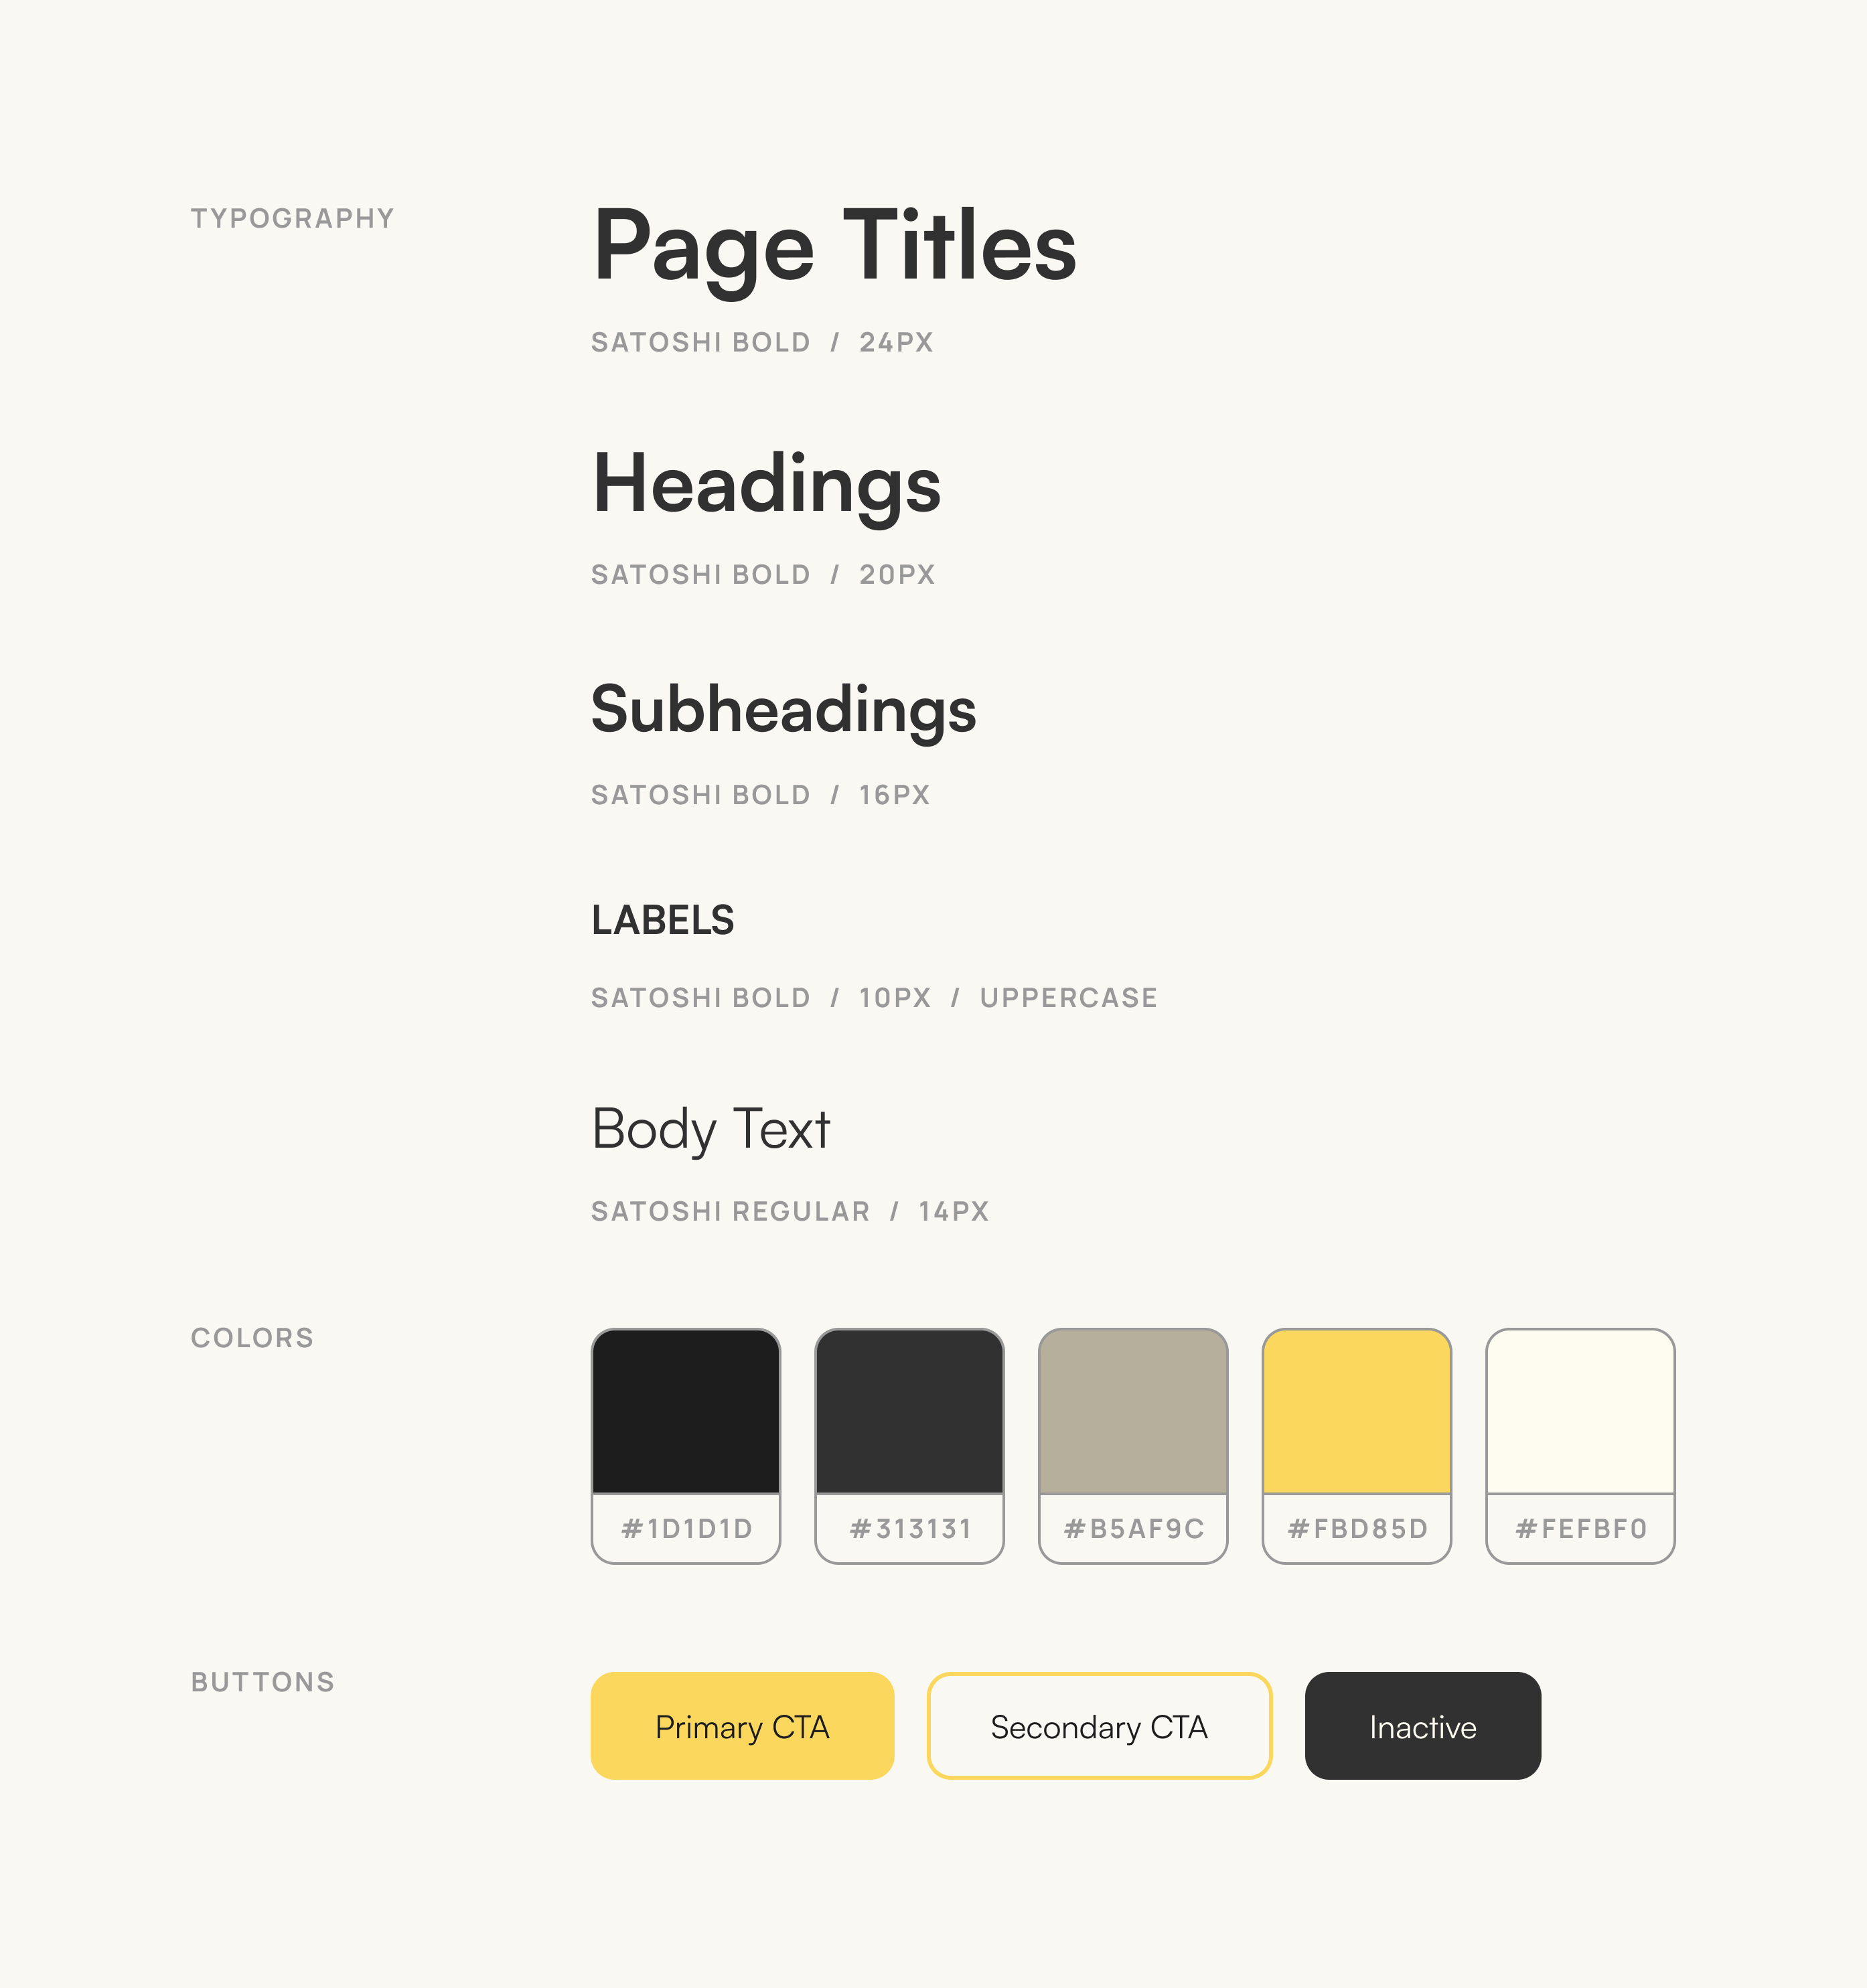 TYPOGRAPHY
Page Titles
SATOSHI BOLD / 24PX
Headings
SATOSHI BOLD / 20PX
Subheadings
SATOSHI BOLD / 16PX
LABELS
SATOSHI BOLD / 10PX / UPPERCASE
Body Text
SATOSHI REGULAR / 14PX
COLORS
#1D1D1D #313131 #B5AF9C #FBD85D #FEFBF0
BUTTONS
Primary CTA Secondary CTA Inactive